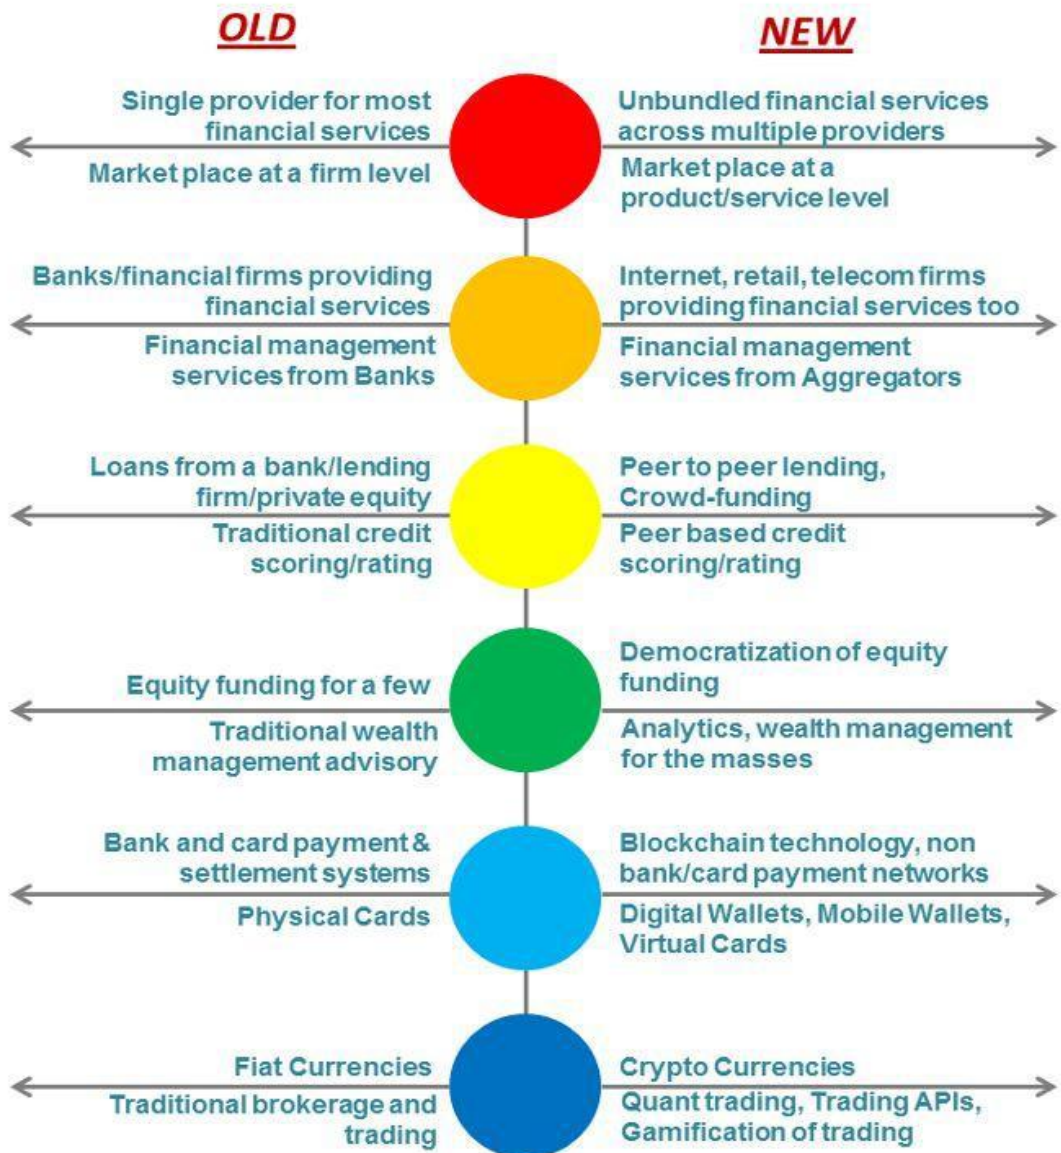 OLD
NEW
Single provider for most
financial services
Market place at a firm level
Unbundled financial services
across multiple providers
Market place at a
product/service level
Banks/financial firms providing
financial services
Financial management
services from Banks
Internet, retail, telecom firms
providing financial services too
Financial management
services from Aggregators
Loans from a bank/lending
firm/private equity
Traditional credit
scoring/rating
Peer to peer lending,
Crowd-funding
Peer based credit
scoring/rating
Equity funding for a few
Traditional wealth
management advisory
Democratization of equity
funding
Analytics, wealth management
for the masses
Bank and card payment &
settlement systems
Physical Cards
Blockchain technology, non
bank/card payment networks
Digital Wallets, Mobile Wallets,
Virtual Cards
Fiat Currencies
Traditional brokerage and
trading
Crypto Currencies
Quant trading, Trading APIs,
Gamification of trading